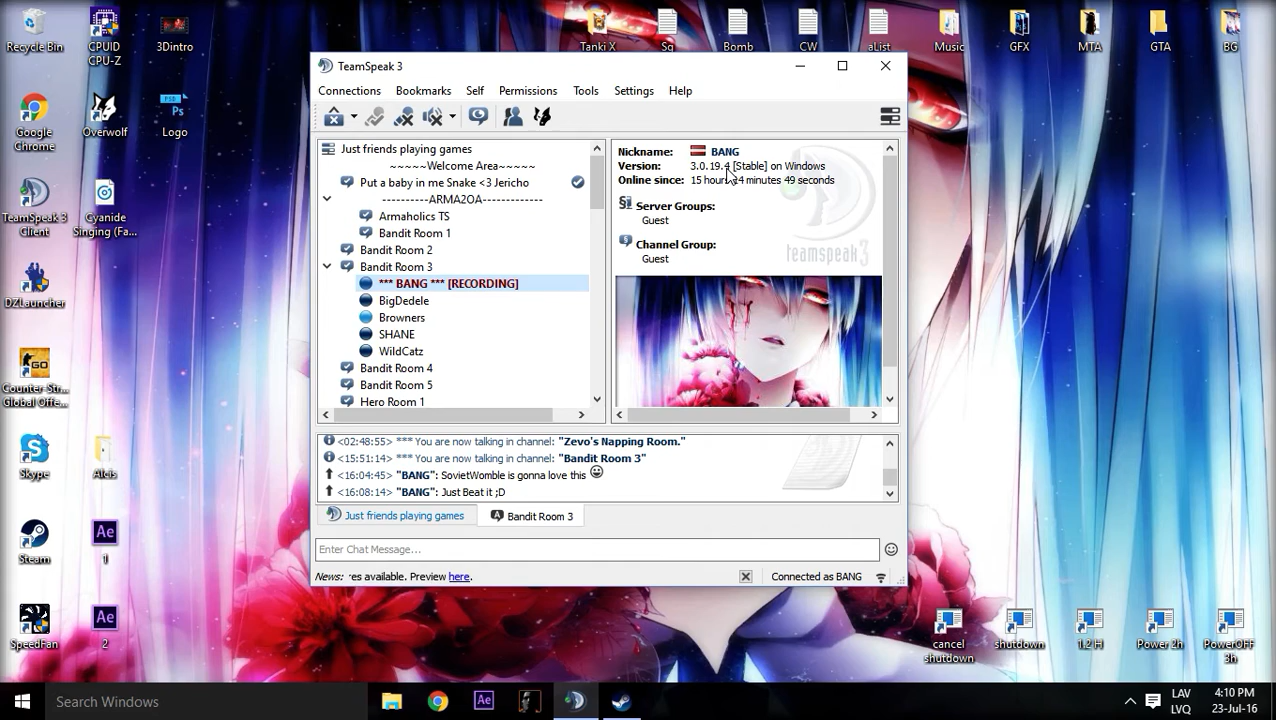 Recycle Bin
CPUID
CPU-Z
3Dintro
Tanki X
Sg
Bomb
CW
aList
Music
GFX
MTA
GTA
BG
Google
Chrome
Overwolf
Logo
TeamSpeak 3
Client
Cyanide
Singing (Fa...
DZLauncher
Counter-Str...
Global Offe...
Skype
Alcis
Steam
1
SpeedFan
2
TeamSpeak 3
Connections Bookmarks Self Permissions Tools Settings Help
Just friends playing games
~~~~~Welcome Area~~~~~
Put a baby in me Snake <3 Jericho
----------ARMA2OA-------------
Armaholics TS
Bandit Room 1
Bandit Room 2
Bandit Room 3
*** BANG *** [RECORDING]
BigDedele
Browners
SHANE
WildCatz
Bandit Room 4
Bandit Room 5
Hero Room 1
Nickname: BANG
Version: 3.0.19.4 [Stable] on Windows
Online since: 15 hours 24 minutes 49 seconds
Server Groups:
Guest
Channel Group:
Guest
teamspeak3
<02:48:55> *** You are now talking in channel: "Zevo's Napping Room."
<15:51:14> *** You are now talking in channel: "Bandit Room 3"
<16:04:45> "BANG": SovietWomble is gonna love this
<16:08:14> "BANG": Just Beat it ;D
Just friends playing games
Bandit Room 3
Enter Chat Message...
News: res available. Preview here.
Connected as BANG
cancel
shutdown
shutdown
1.2 H
Power 2h
PowerOFF
3h
Search Windows
LAV
LVQ
4:10 PM
23-Jul-16